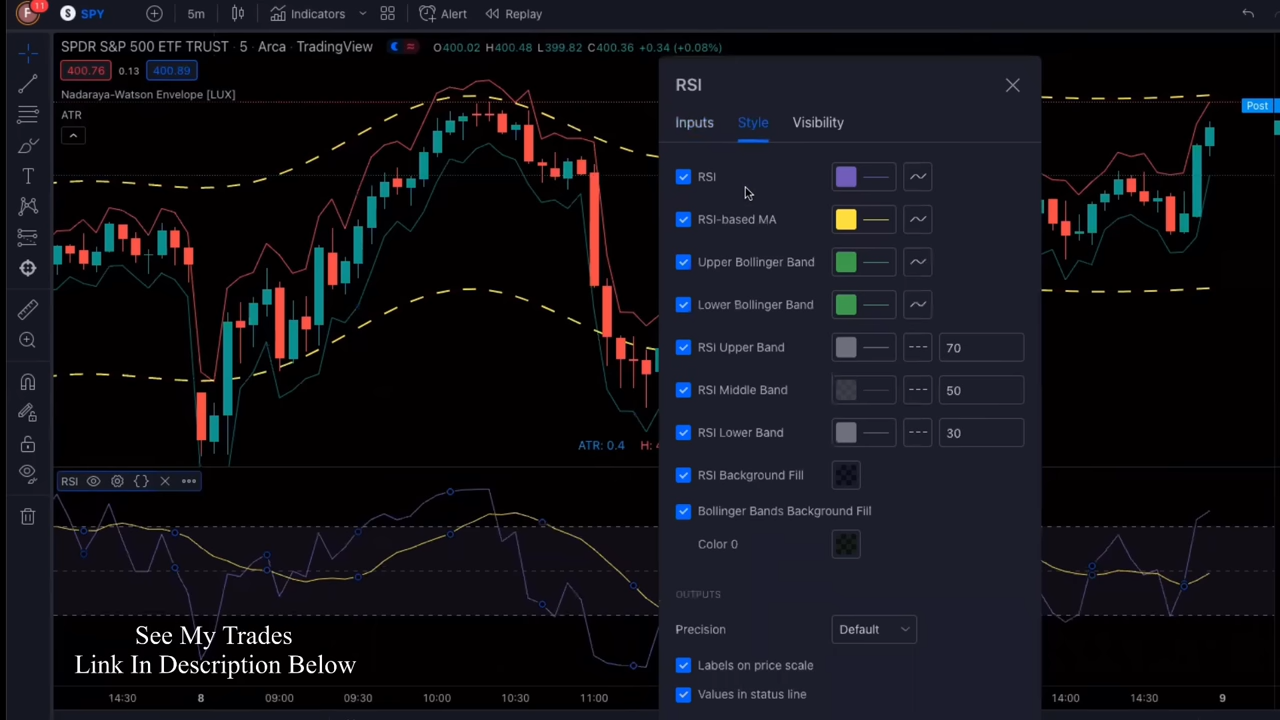 11
S SPY
5m
Indicators
Alert
Replay
SPDR S&P 500 ETF TRUST · 5 · Arca · TradingView
O400.02 H400.48 L399.82 C400.36 +0.34 (+0.08%)
400.76 0.13 400.89
Nadaraya-Watson Envelope [LUX]
ATR
Post
RSI
Inputs Style Visibility
RSI
RSI-based MA
Upper Bollinger Band
Lower Bollinger Band
RSI Upper Band 70
RSI Middle Band 50
RSI Lower Band 30
RSI Background Fill
Bollinger Bands Background Fill
Color 0
OUTPUTS
Precision Default
Labels on price scale
Values in status line
ATR: 0.4 H:
RSI
See My Trades
Link In Description Below
14:30 8 09:00 09:30 10:00 10:30 11:00 14:00 14:30 9